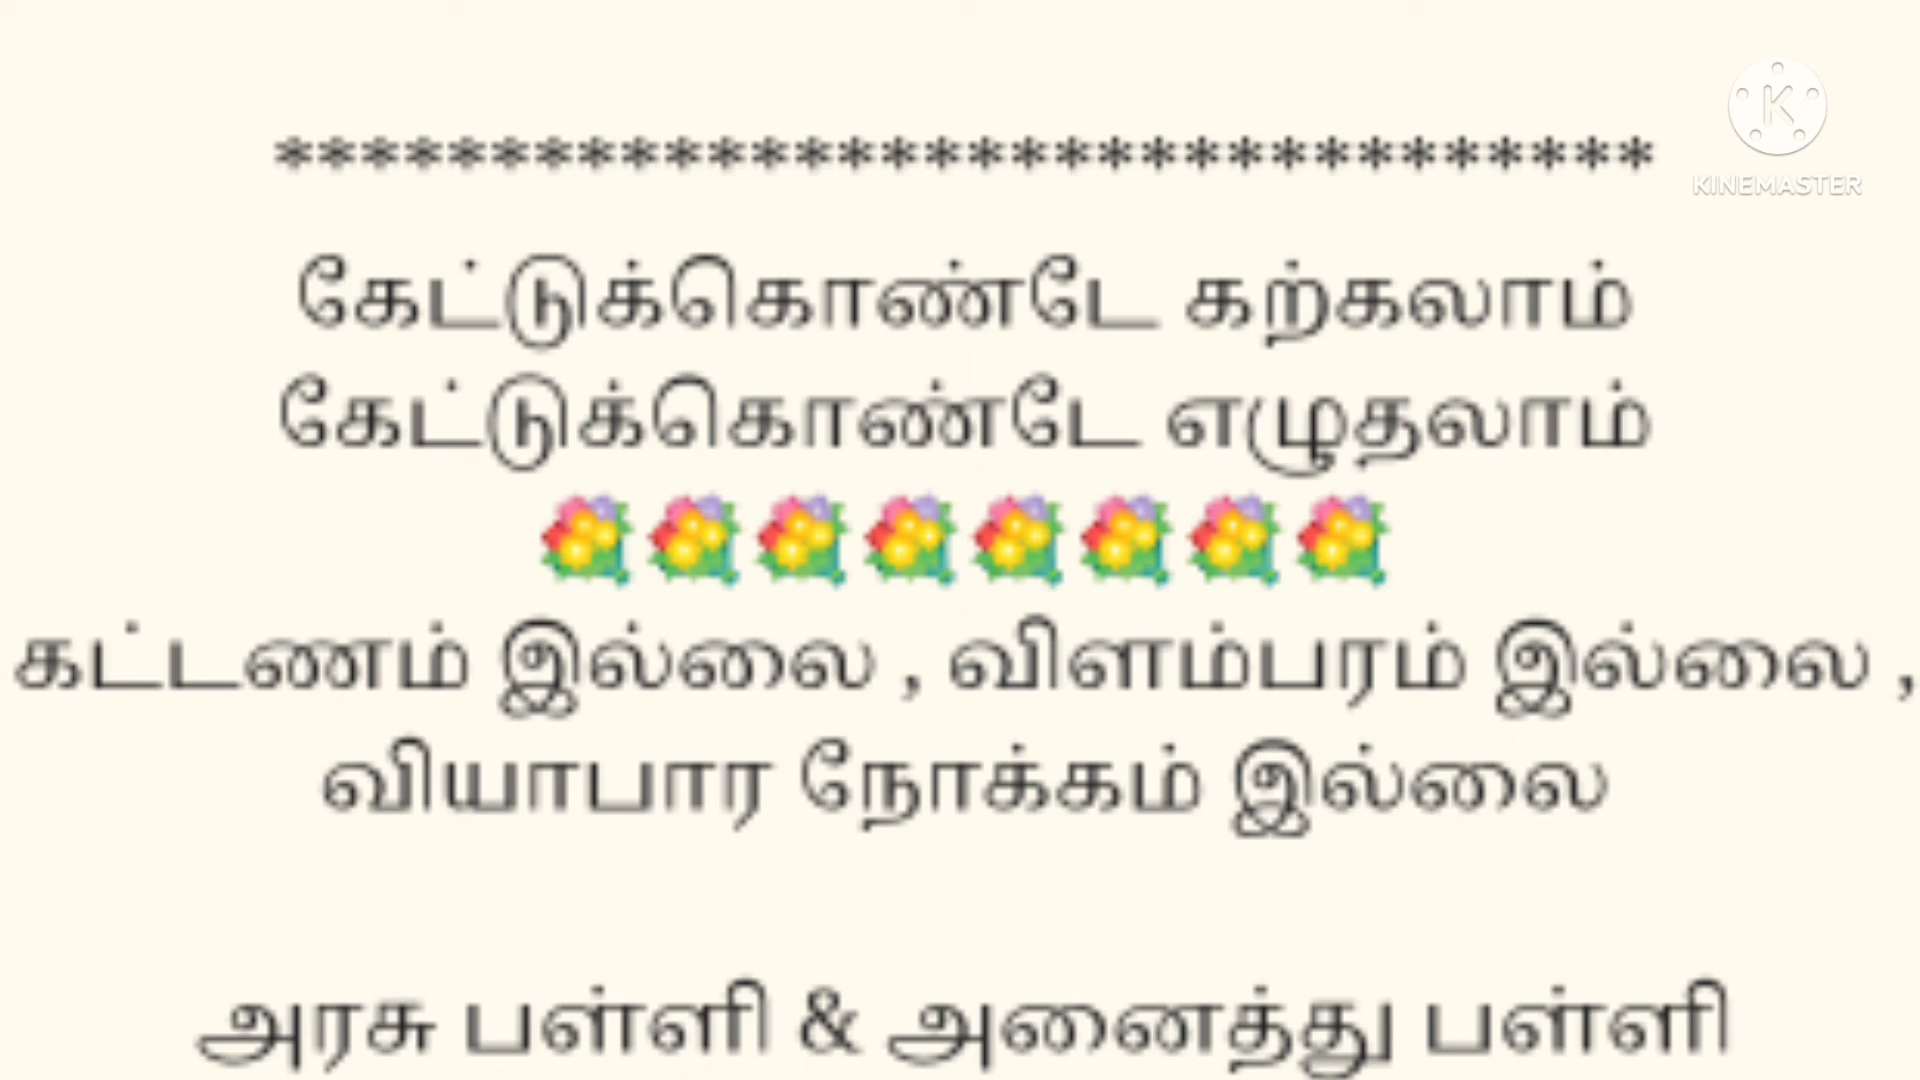 ********************************
KINEMASTER
கேட்டுக்கொண்டே கற்கலாம்
கேட்டுக்கொண்டே எழுதலாம்
💐💐💐💐💐💐💐💐
கட்டணம் இல்லை , விளம்பரம் இல்லை ,
வியாபார நோக்கம் இல்லை
அரசு பள்ளி & அனைத்து பள்ளி